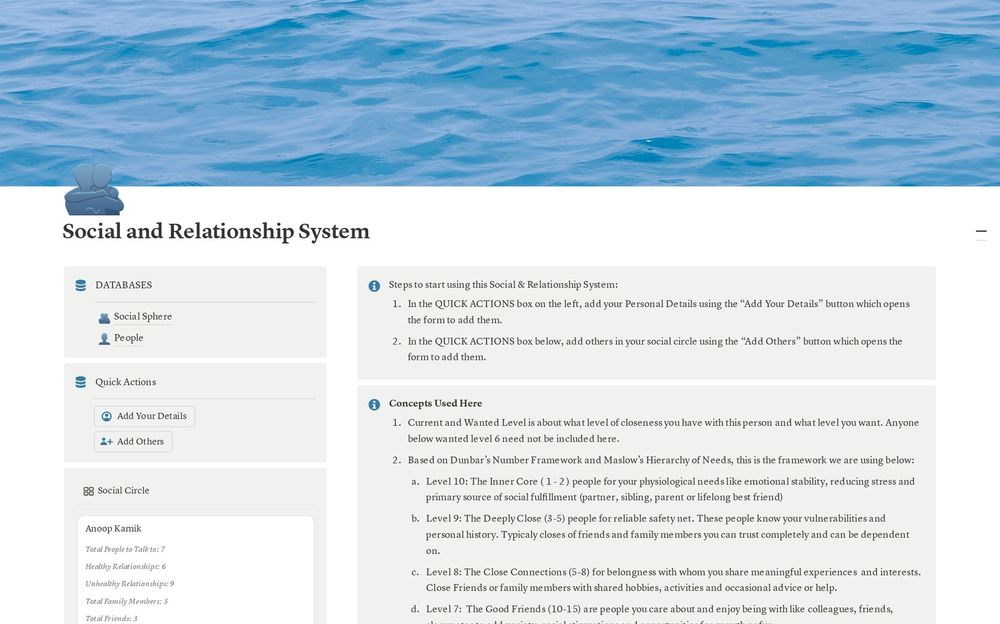 Social and Relationship System
DATABASES
Social Sphere
People
Quick Actions
Add Your Details
Add Others
Social Circle
Anoop Karnik
Total People to Talk to: 7
Healthy Relationships: 6
Unhealthy Relationships: 9
Total Family Members: 3
Total Friends: 3
Steps to start using this Social & Relationship System:
1. In the QUICK ACTIONS box on the left, add your Personal Details using the “Add Your Details” button which opens
the form to add them.
2. In the QUICK ACTIONS box below, add others in your social circle using the “Add Others” button which opens the
form to add them.
Concepts Used Here
1. Current and Wanted Level is about what level of closeness you have with this person and what level you want. Anyone
below wanted level 6 need not be included here.
2. Based on Dunbar’s Number Framework and Maslow’s Hierarchy of Needs, this is the framework we are using below:
a. Level 10: The Inner Core ( 1 - 2 ) people for your physiological needs like emotional stability, reducing stress and
primary source of social fulfillment (partner, sibling, parent or lifelong best friend)
b. Level 9: The Deeply Close (3-5) people for reliable safety net. These people know your vulnerabilities and
personal history. Typicaly closes of friends and family members you can trust completely and can be dependent
on.
c. Level 8: The Close Connections (5-8) for belongness with whom you share meaningful experiences and interests.
Close Friends or family members with shared hobbies, activities and occasional advice or help.
d. Level 7: The Good Friends (10-15) are people you care about and enjoy being with like colleagues, friends,